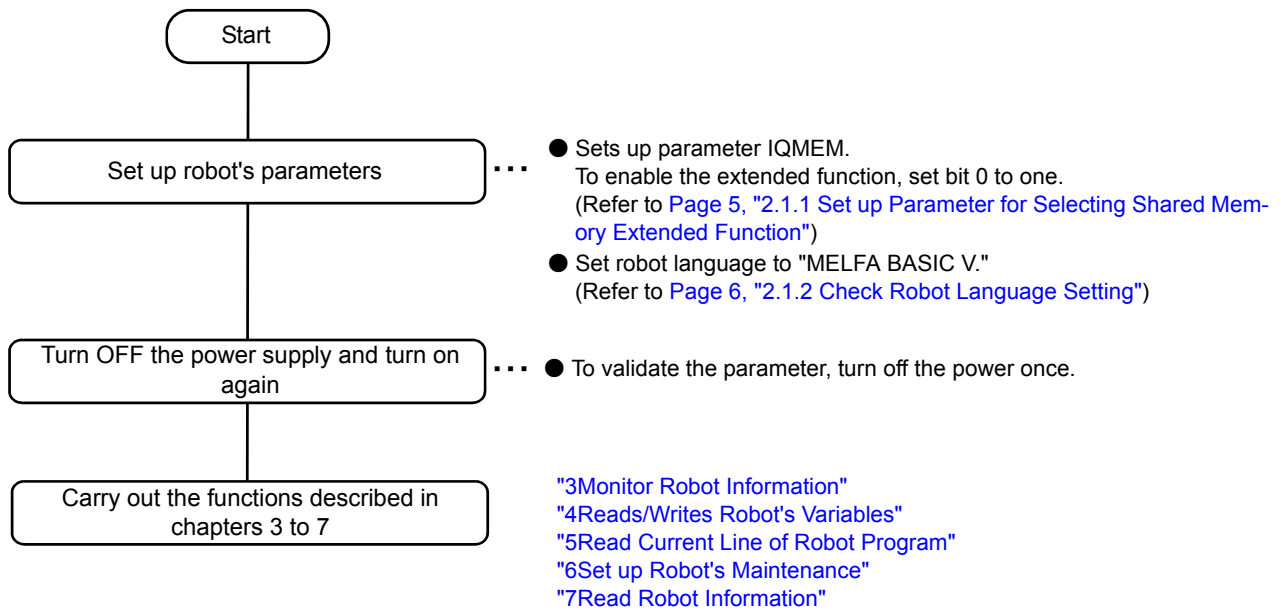 Start
Set up robot's parameters
● Sets up parameter IQMEM.
To enable the extended function, set bit 0 to one.
(Refer to Page 5, "2.1.1 Set up Parameter for Selecting Shared Mem-
ory Extended Function")
● Set robot language to "MELFA BASIC V."
(Refer to Page 6, "2.1.2 Check Robot Language Setting")
Turn OFF the power supply and turn on
again
● To validate the parameter, turn off the power once.
Carry out the functions described in
chapters 3 to 7
"3Monitor Robot Information"
"4Reads/Writes Robot's Variables"
"5Read Current Line of Robot Program"
"6Set up Robot's Maintenance"
"7Read Robot Information"